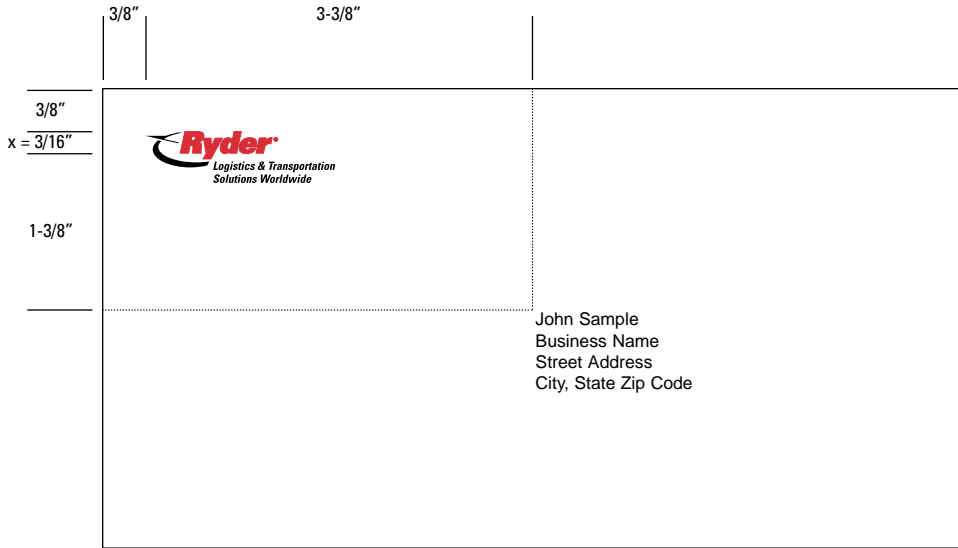 3/8” 3-3/8”
3/8”
x = 3/16”
Ryder®
Logistics & Transportation
Solutions Worldwide
1-3/8”
John Sample
Business Name
Street Address
City, State Zip Code